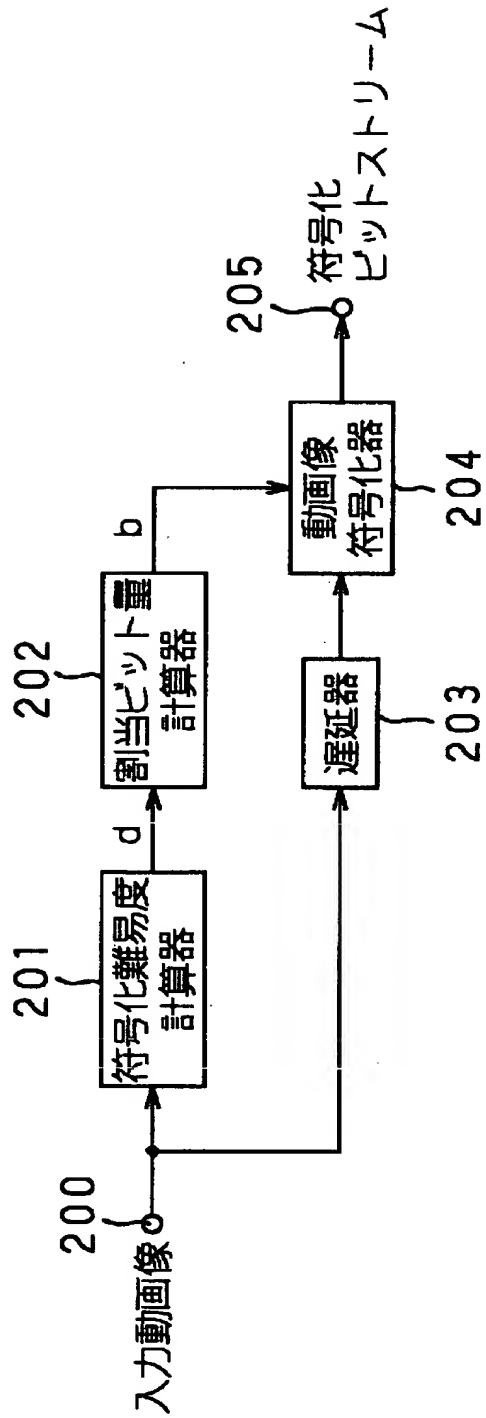 入力動画像
200
201
符号化難易度
計算器
d
202
割当ビット量
計算器
b
203
遅延器
204
動画像
符号化器
205
符号化
ビットストリーム